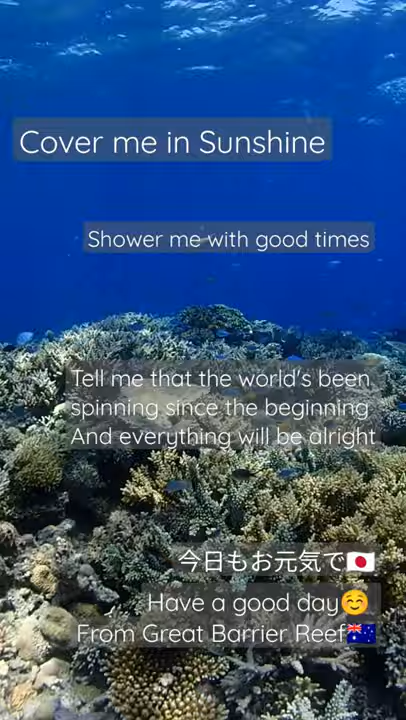 Cover me in Sunshine
Shower me with good times
Tell me that the world's been
spinning since the beginning
And everything will be alright
今日もお元気で🇯🇵
Have a good day☺️
From Great Barrier Reef🇦🇺